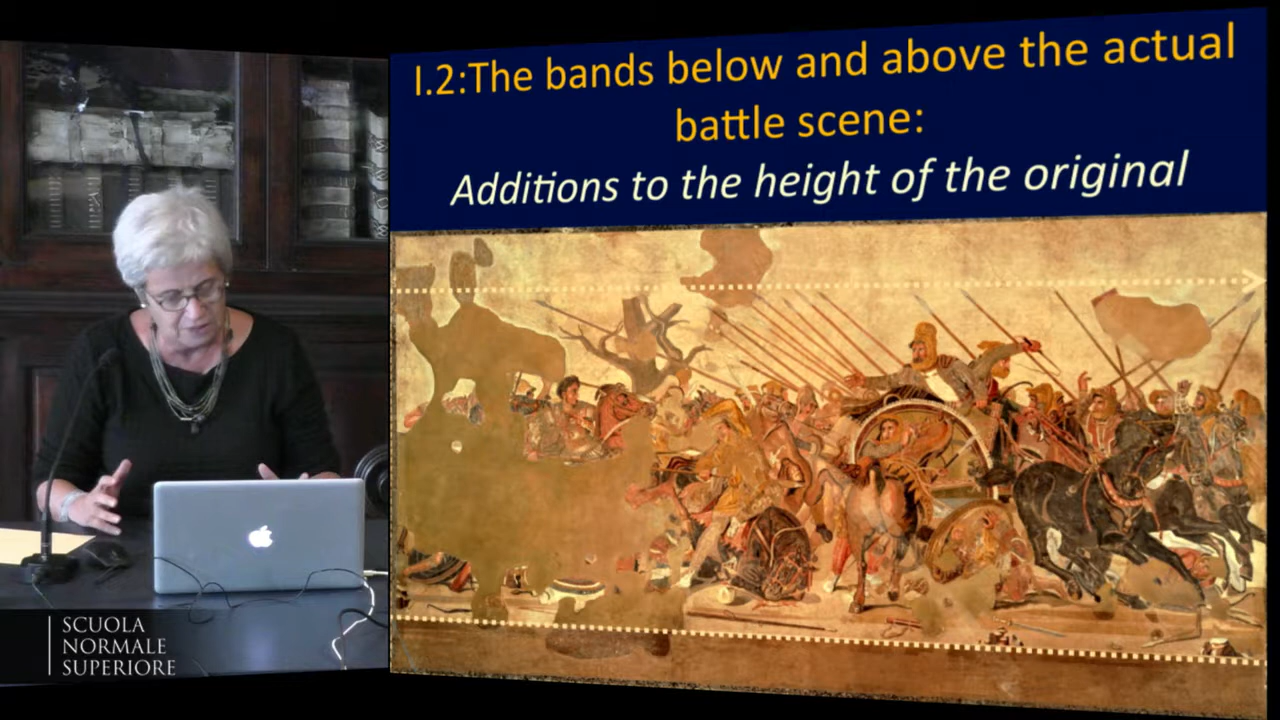 I.2:The bands below and above the actual
battle scene:
Additions to the height of the original
SCUOLA
NORMALE
SUPERIORE